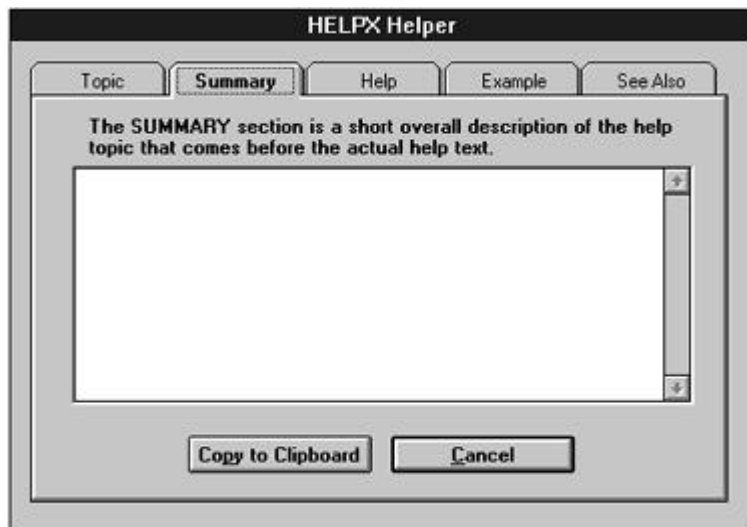 HELPX Helper
Topic Summary Help Example See Also
The SUMMARY section is a short overall description of the help
topic that comes before the actual help text.
Copy to Clipboard Cancel